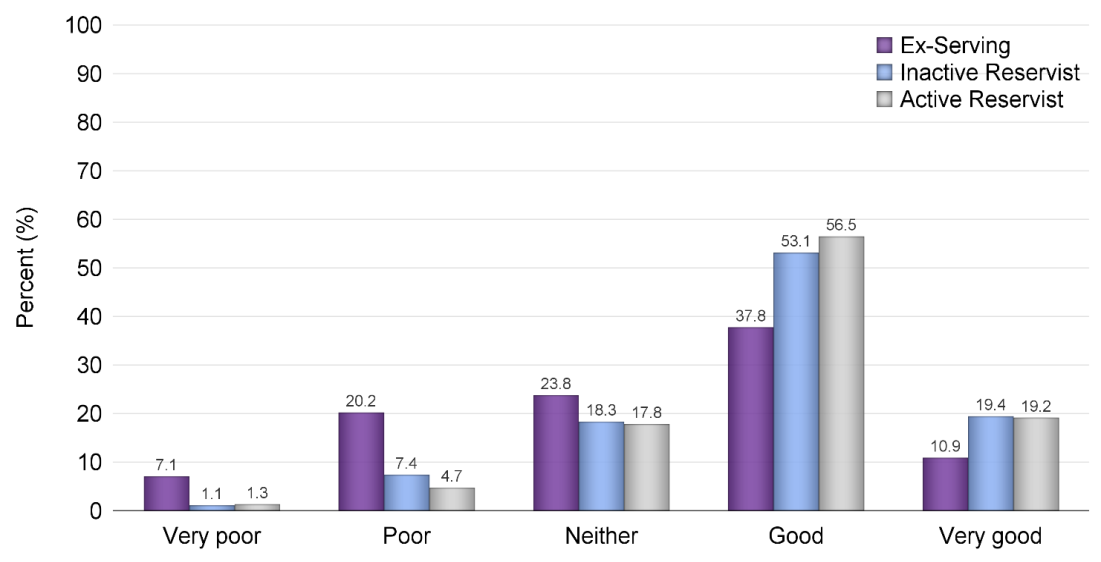 100
90
80
70
60
50
40
30
20
10
0
Percent (%)
Ex-Serving
Inactive Reservist
Active Reservist
7.1
1.1
1.3
20.2
7.4
4.7
23.8
18.3
17.8
37.8
53.1
56.5
10.9
19.4
19.2
Very poor
Poor
Neither
Good
Very good